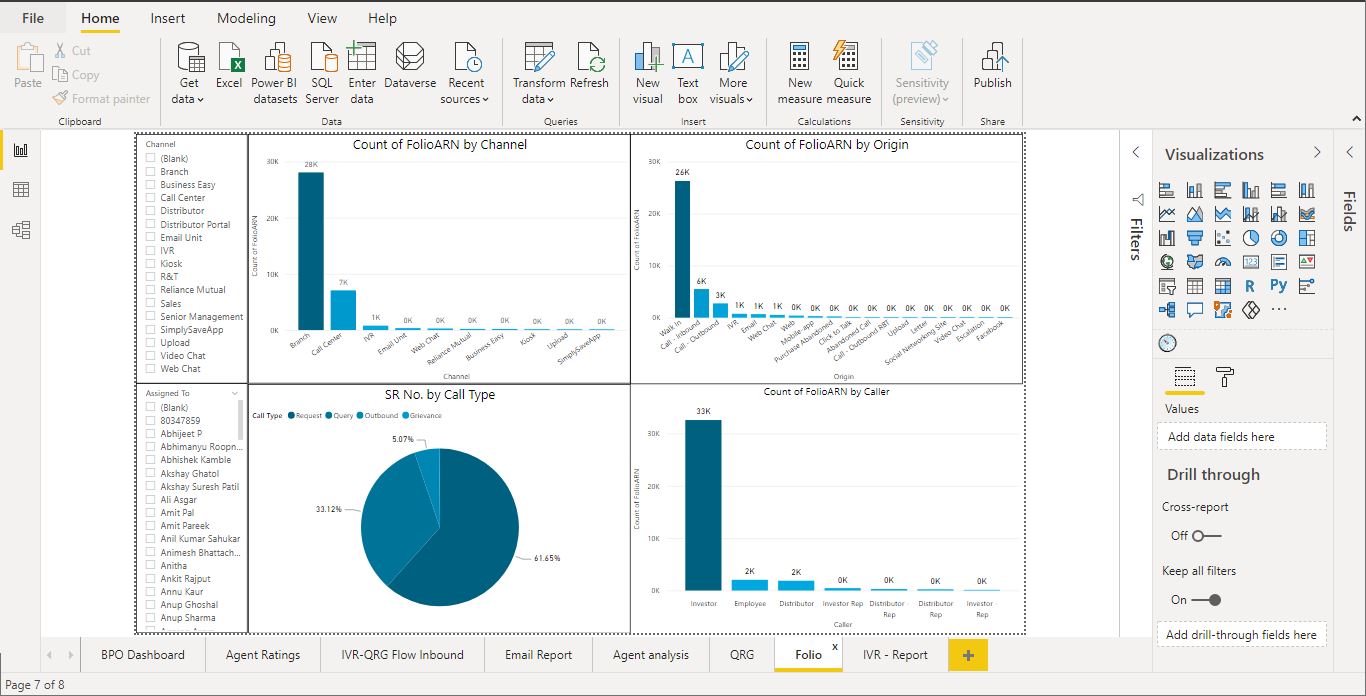 File Home Insert Modeling View Help
Paste
Cut
Copy
Format painter
Clipboard
Get data
Excel
Power BI datasets
SQL Server
Enter data
Dataverse
Recent sources
Data
Transform data
Refresh
Queries
New visual
Text box
More visuals
Insert
New measure
Quick measure
Calculations
Sensitivity (preview)
Sensitivity
Publish
Share
Channel
(Blank)
Branch
Business Easy
Call Center
Distributor
Distributor Portal
Email Unit
IVR
Kiosk
R&T
Reliance Mutual
Sales
Senior Management
SimplySaveApp
Upload
Video Chat
Web Chat
Count of FolioARN by Channel
Count of FolioARN
30K
20K
10K
0K
28K 7K 1K 0K 0K 0K 0K 0K 0K 0K
Branch
Call Center
IVR
Email Unit
Web Chat
Reliance Mutual
Business Easy
Kiosk
Upload
SimplySaveApp
Channel
Count of FolioARN by Origin
Count of FolioARN
30K
20K
10K
0K
26K 6K 3K 1K 1K 1K 0K 0K 0K 0K 0K 0K 0K 0K 0K 0K 0K
Walk In
Call - Inbound
Call - Outbound
IVR
Email
Web Chat
Web
Mobile-app
Purchase Abandoned
Click to Talk
Abandoned Call
Call - Outbound RBT
Upload
Letter
Social Networking Site
Video Chat
Escalation
Facebook
Origin
Assigned To
(Blank)
80347859
Abhijeet P
Abhimanyu Roopn...
Abhishek Kamble
Akshay Ghatol
Akshay Suresh Patil
Ali Asgar
Amit Pal
Amit Pareek
Anil Kumar Sahukar
Animesh Bhattach...
Anitha
Ankit Rajput
Annu Kaur
Anup Ghoshal
Anup Sharma
SR No. by Call Type
Call Type Request Query Outbound Grievance
5.07%
33.12%
61.65%
Count of FolioARN by Caller
Count of FolioARN
30K
20K
10K
0K
33K 2K 2K 0K 0K 0K 0K
Investor
Employee
Distributor
Investor Rep
Distributor - Rep
Distributor Rep
Investor - Rep
Caller
Filters
Visualizations
123
R Py
Values
Add data fields here
Drill through
Cross-report
Off
Keep all filters
On
Add drill-through fields here
Fields
BPO Dashboard
Agent Ratings
IVR-QRG Flow Inbound
Email Report
Agent analysis
QRG
Folio x
IVR - Report
+
Page 7 of 8